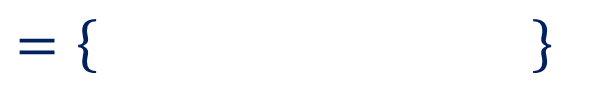 = { }